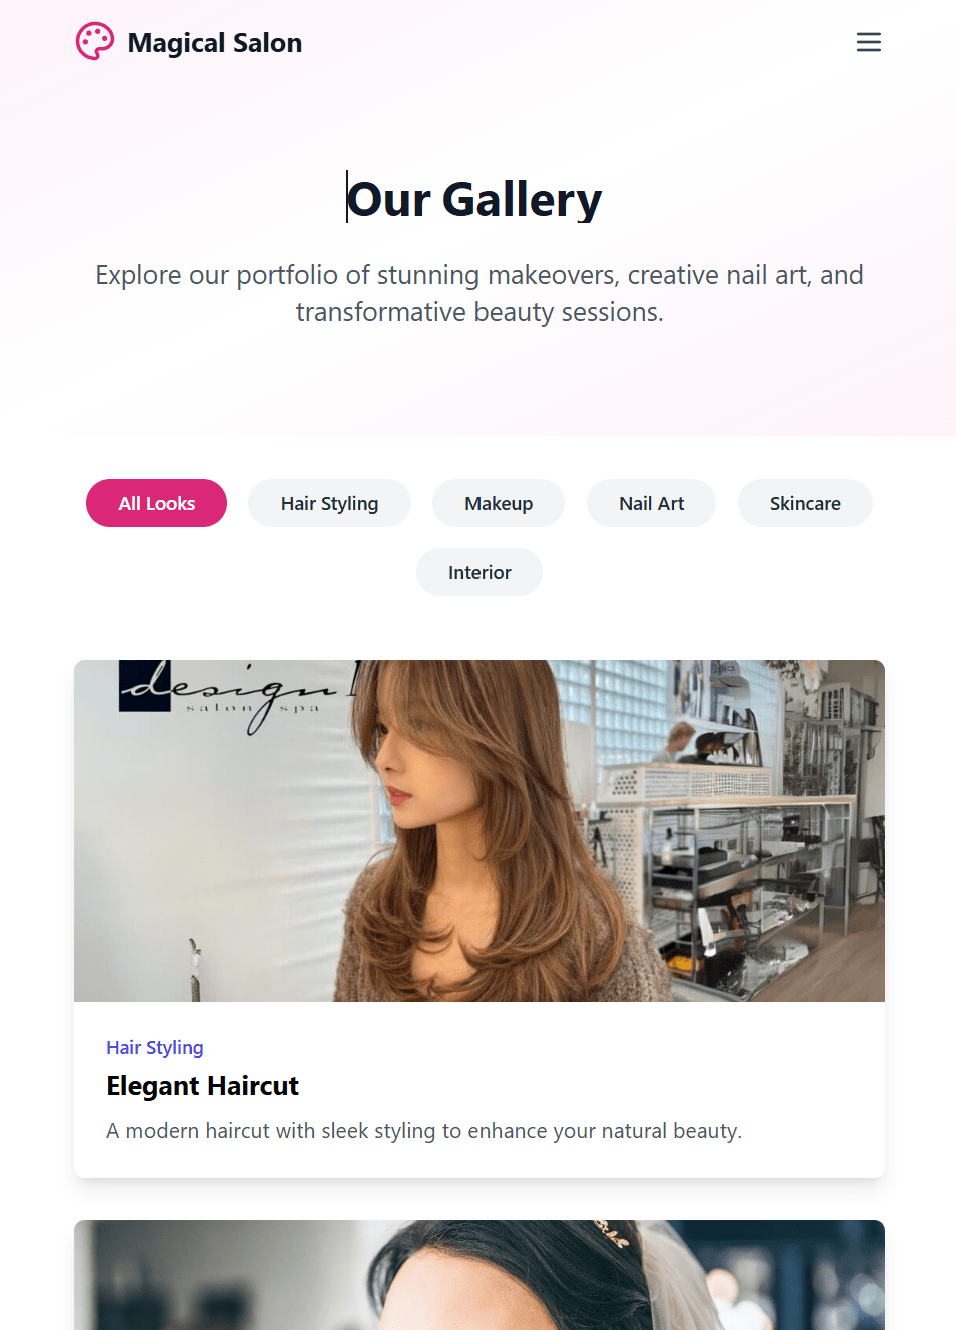 Magical Salon
Our Gallery
Explore our portfolio of stunning makeovers, creative nail art, and
transformative beauty sessions.
All Looks
Hair Styling
Makeup
Nail Art
Skincare
Interior
design
salon spa
Hair Styling
Elegant Haircut
A modern haircut with sleek styling to enhance your natural beauty.